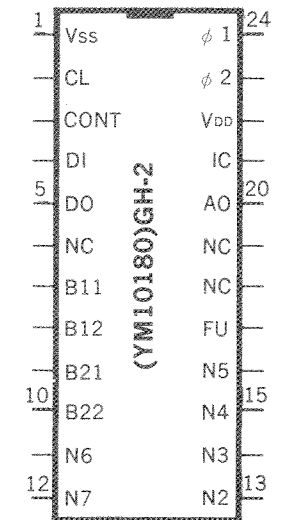 1 Vss φ 1 24
CL φ 2
CONT VDD
DI IC
5 DO AO 20
NC NC
B11 NC
B12 FU
B21 N5
10 B22 N4 15
N6 N3
12 N7 N2 13
(YM10180)GH-2